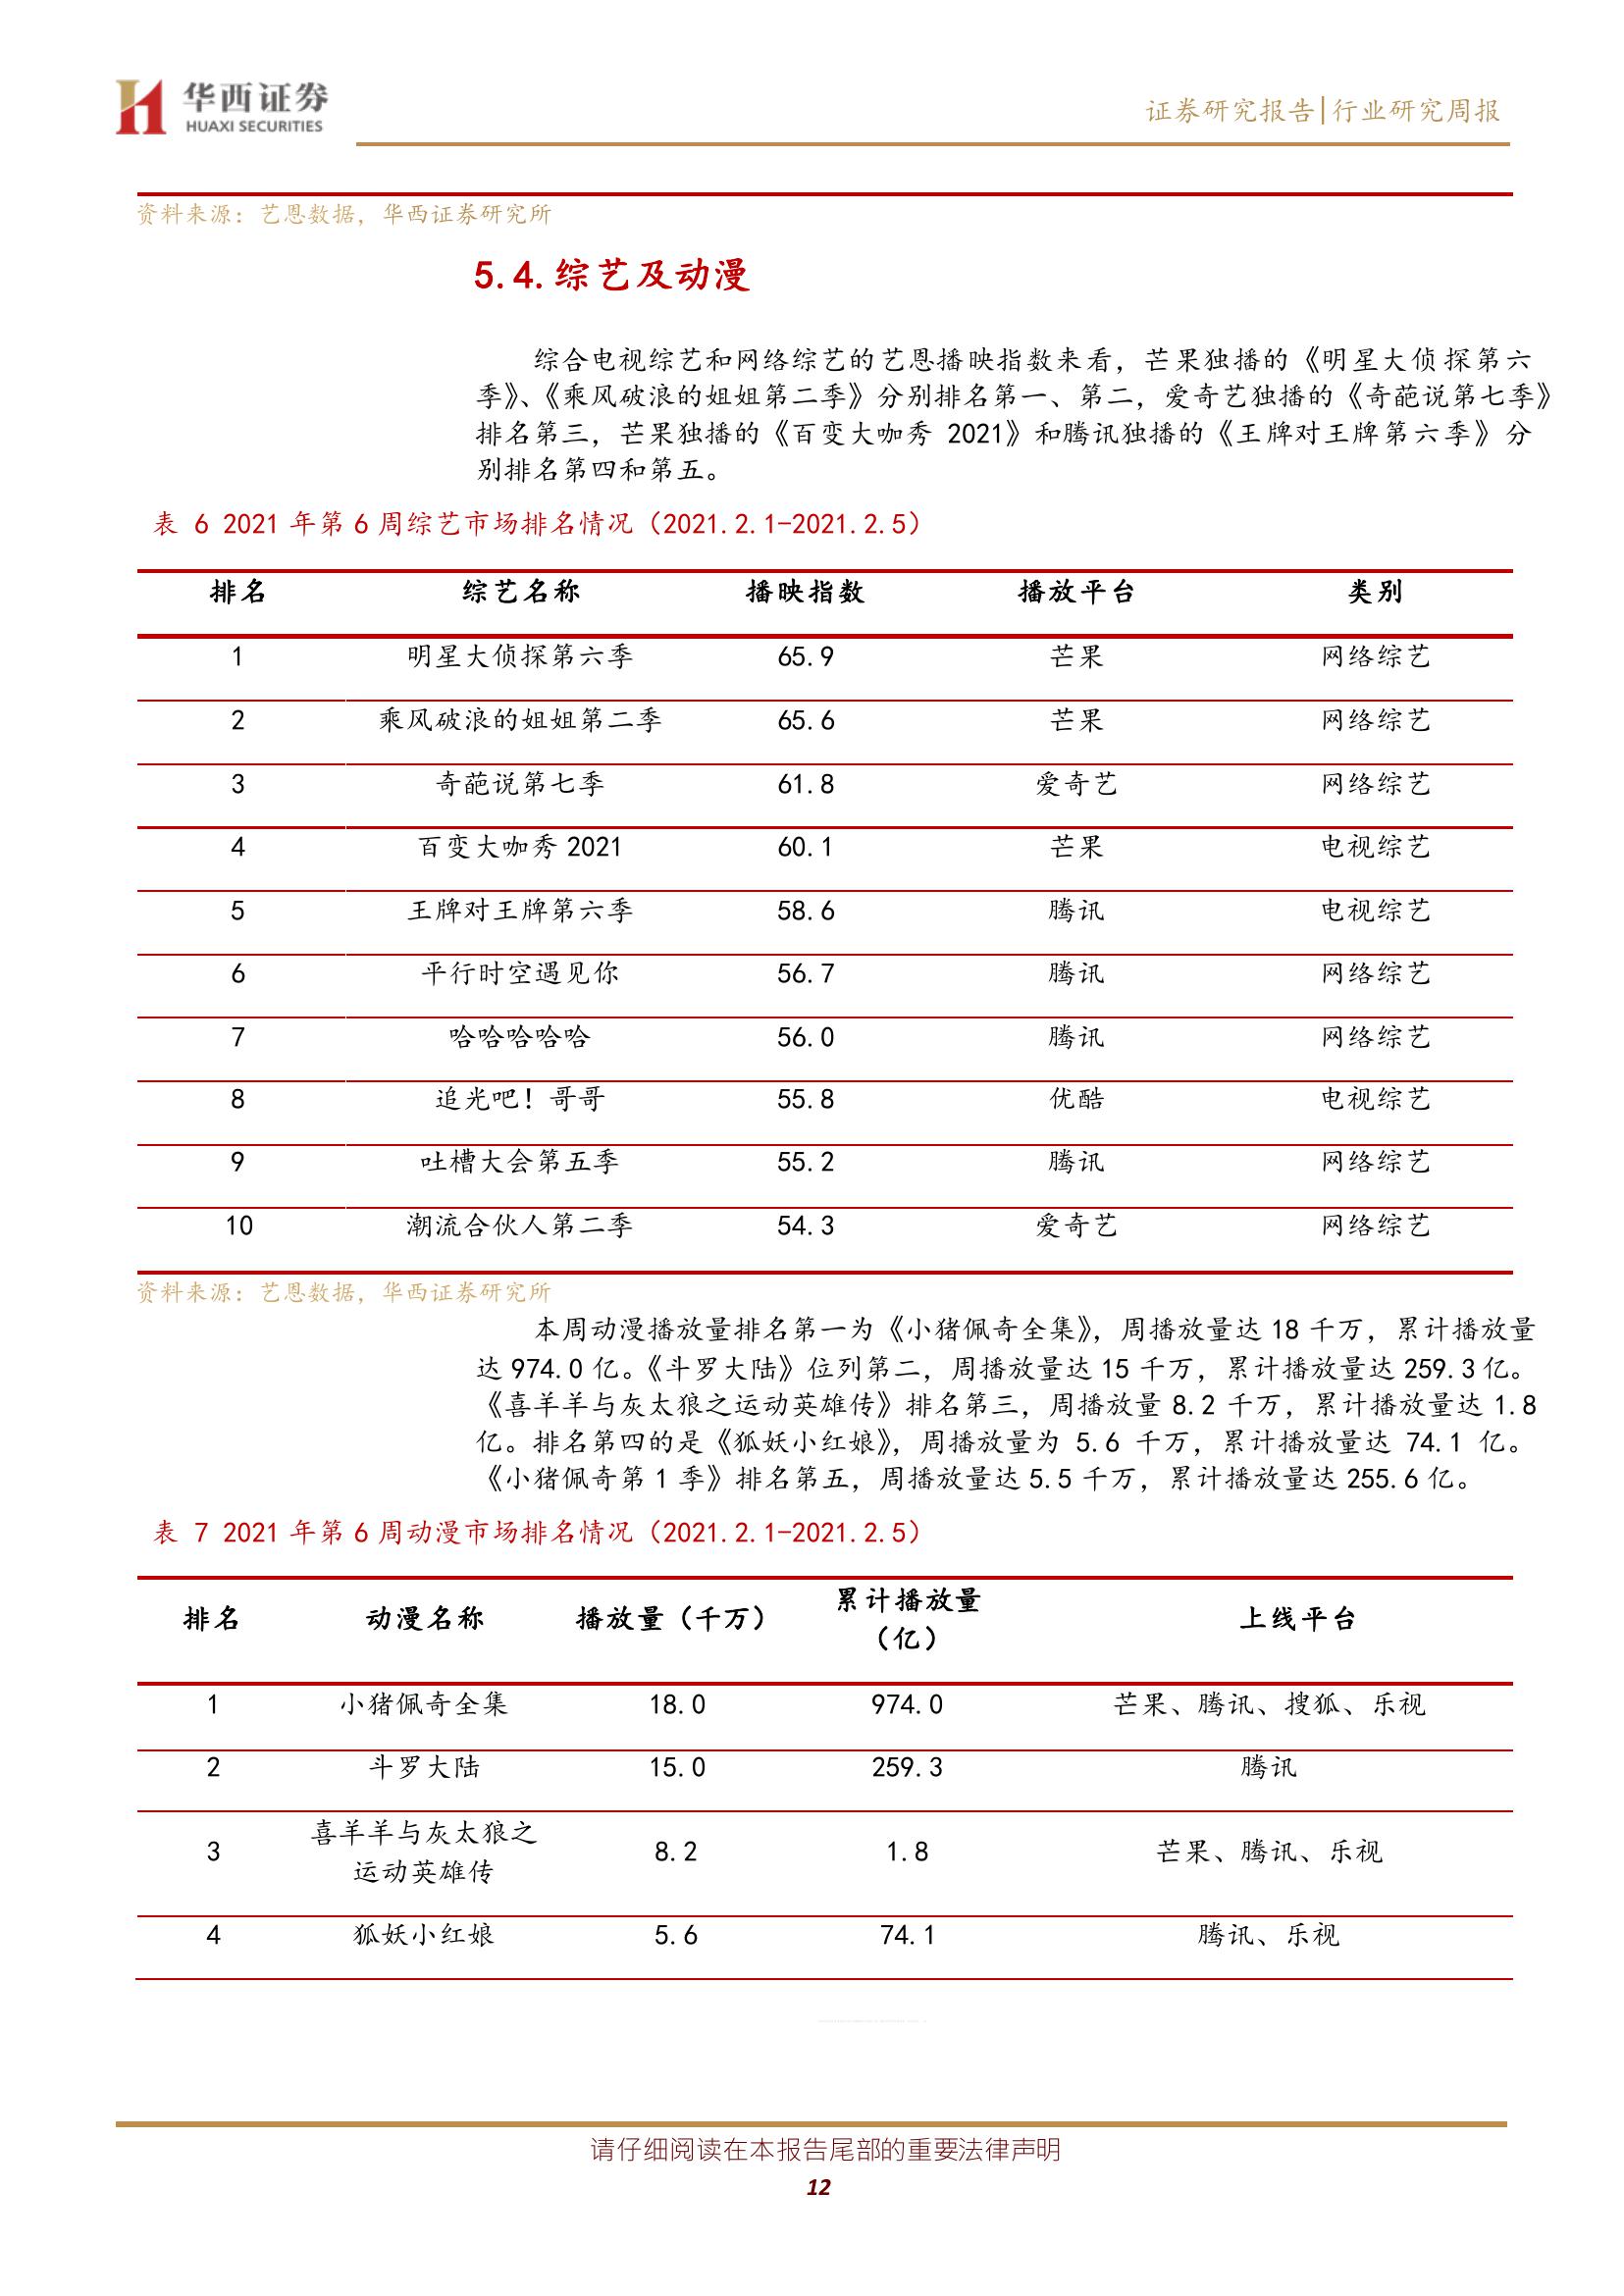 华西证券
HUAXI SECURITIES
证券研究报告|行业研究周报
资料来源：艺恩数据，华西证券研究所
5.4.综艺及动漫
综合电视综艺和网络综艺的艺恩播映指数来看，芒果独播的《明星大侦探第六
季》、《乘风破浪的姐姐第二季》分别排名第一、第二，爱奇艺独播的《奇葩说第七季》
排名第三，芒果独播的《百变大咖秀 2021》和腾讯独播的《王牌对王牌第六季》分
别排名第四和第五。
表 6 2021 年第 6 周综艺市场排名情况（2021.2.1-2021.2.5）
排名 综艺名称 播映指数 播放平台 类别
1 明星大侦探第六季 65.9 芒果 网络综艺
2 乘风破浪的姐姐第二季 65.6 芒果 网络综艺
3 奇葩说第七季 61.8 爱奇艺 网络综艺
4 百变大咖秀 2021 60.1 芒果 电视综艺
5 王牌对王牌第六季 58.6 腾讯 电视综艺
6 平行时空遇见你 56.7 腾讯 网络综艺
7 哈哈哈哈哈 56.0 腾讯 网络综艺
8 追光吧！哥哥 55.8 优酷 电视综艺
9 吐槽大会第五季 55.2 腾讯 网络综艺
10 潮流合伙人第二季 54.3 爱奇艺 网络综艺
资料来源：艺恩数据，华西证券研究所
本周动漫播放量排名第一为《小猪佩奇全集》，周播放量达 18 千万，累计播放量
达 974.0 亿。《斗罗大陆》位列第二，周播放量达 15 千万，累计播放量达 259.3 亿。
《喜羊羊与灰太狼之运动英雄传》排名第三，周播放量 8.2 千万，累计播放量达 1.8
亿。排名第四的是《狐妖小红娘》，周播放量为 5.6 千万，累计播放量达 74.1 亿。
《小猪佩奇第 1 季》排名第五，周播放量达 5.5 千万，累计播放量达 255.6 亿。
表 7 2021 年第 6 周动漫市场排名情况（2021.2.1-2021.2.5）
排名 动漫名称 播放量（千万） 累计播放量
（亿） 上线平台
1 小猪佩奇全集 18.0 974.0 芒果、腾讯、搜狐、乐视
2 斗罗大陆 15.0 259.3 腾讯
3 喜羊羊与灰太狼之
运动英雄传 8.2 1.8 芒果、腾讯、乐视
4 狐妖小红娘 5.6 74.1 腾讯、乐视
请仔细阅读在本报告尾部的重要法律声明
12